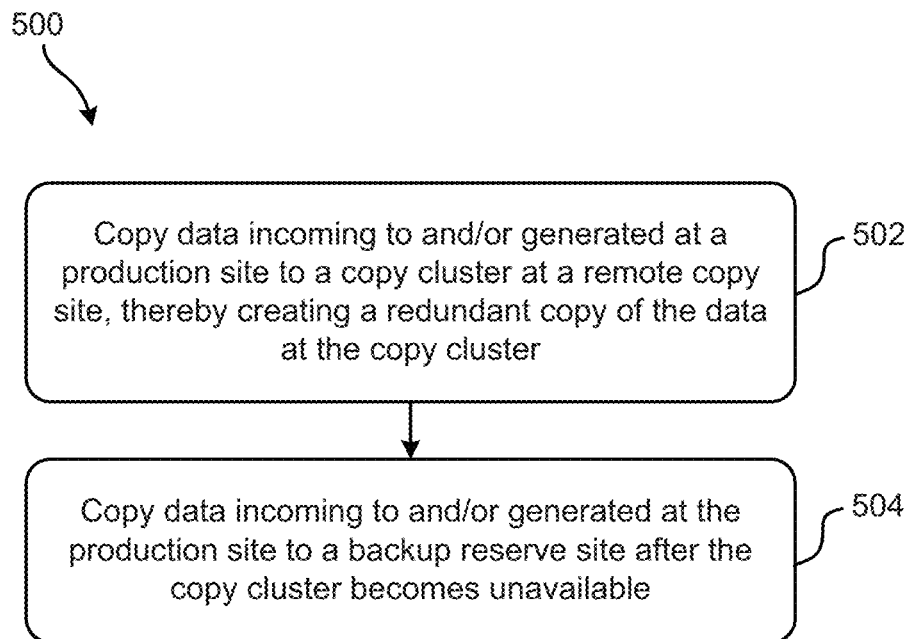 500
Copy data incoming to and/or generated at a
production site to a copy cluster at a remote copy
site, thereby creating a redundant copy of the data
at the copy cluster
502
Copy data incoming to and/or generated at the
production site to a backup reserve site after the
copy cluster becomes unavailable
504